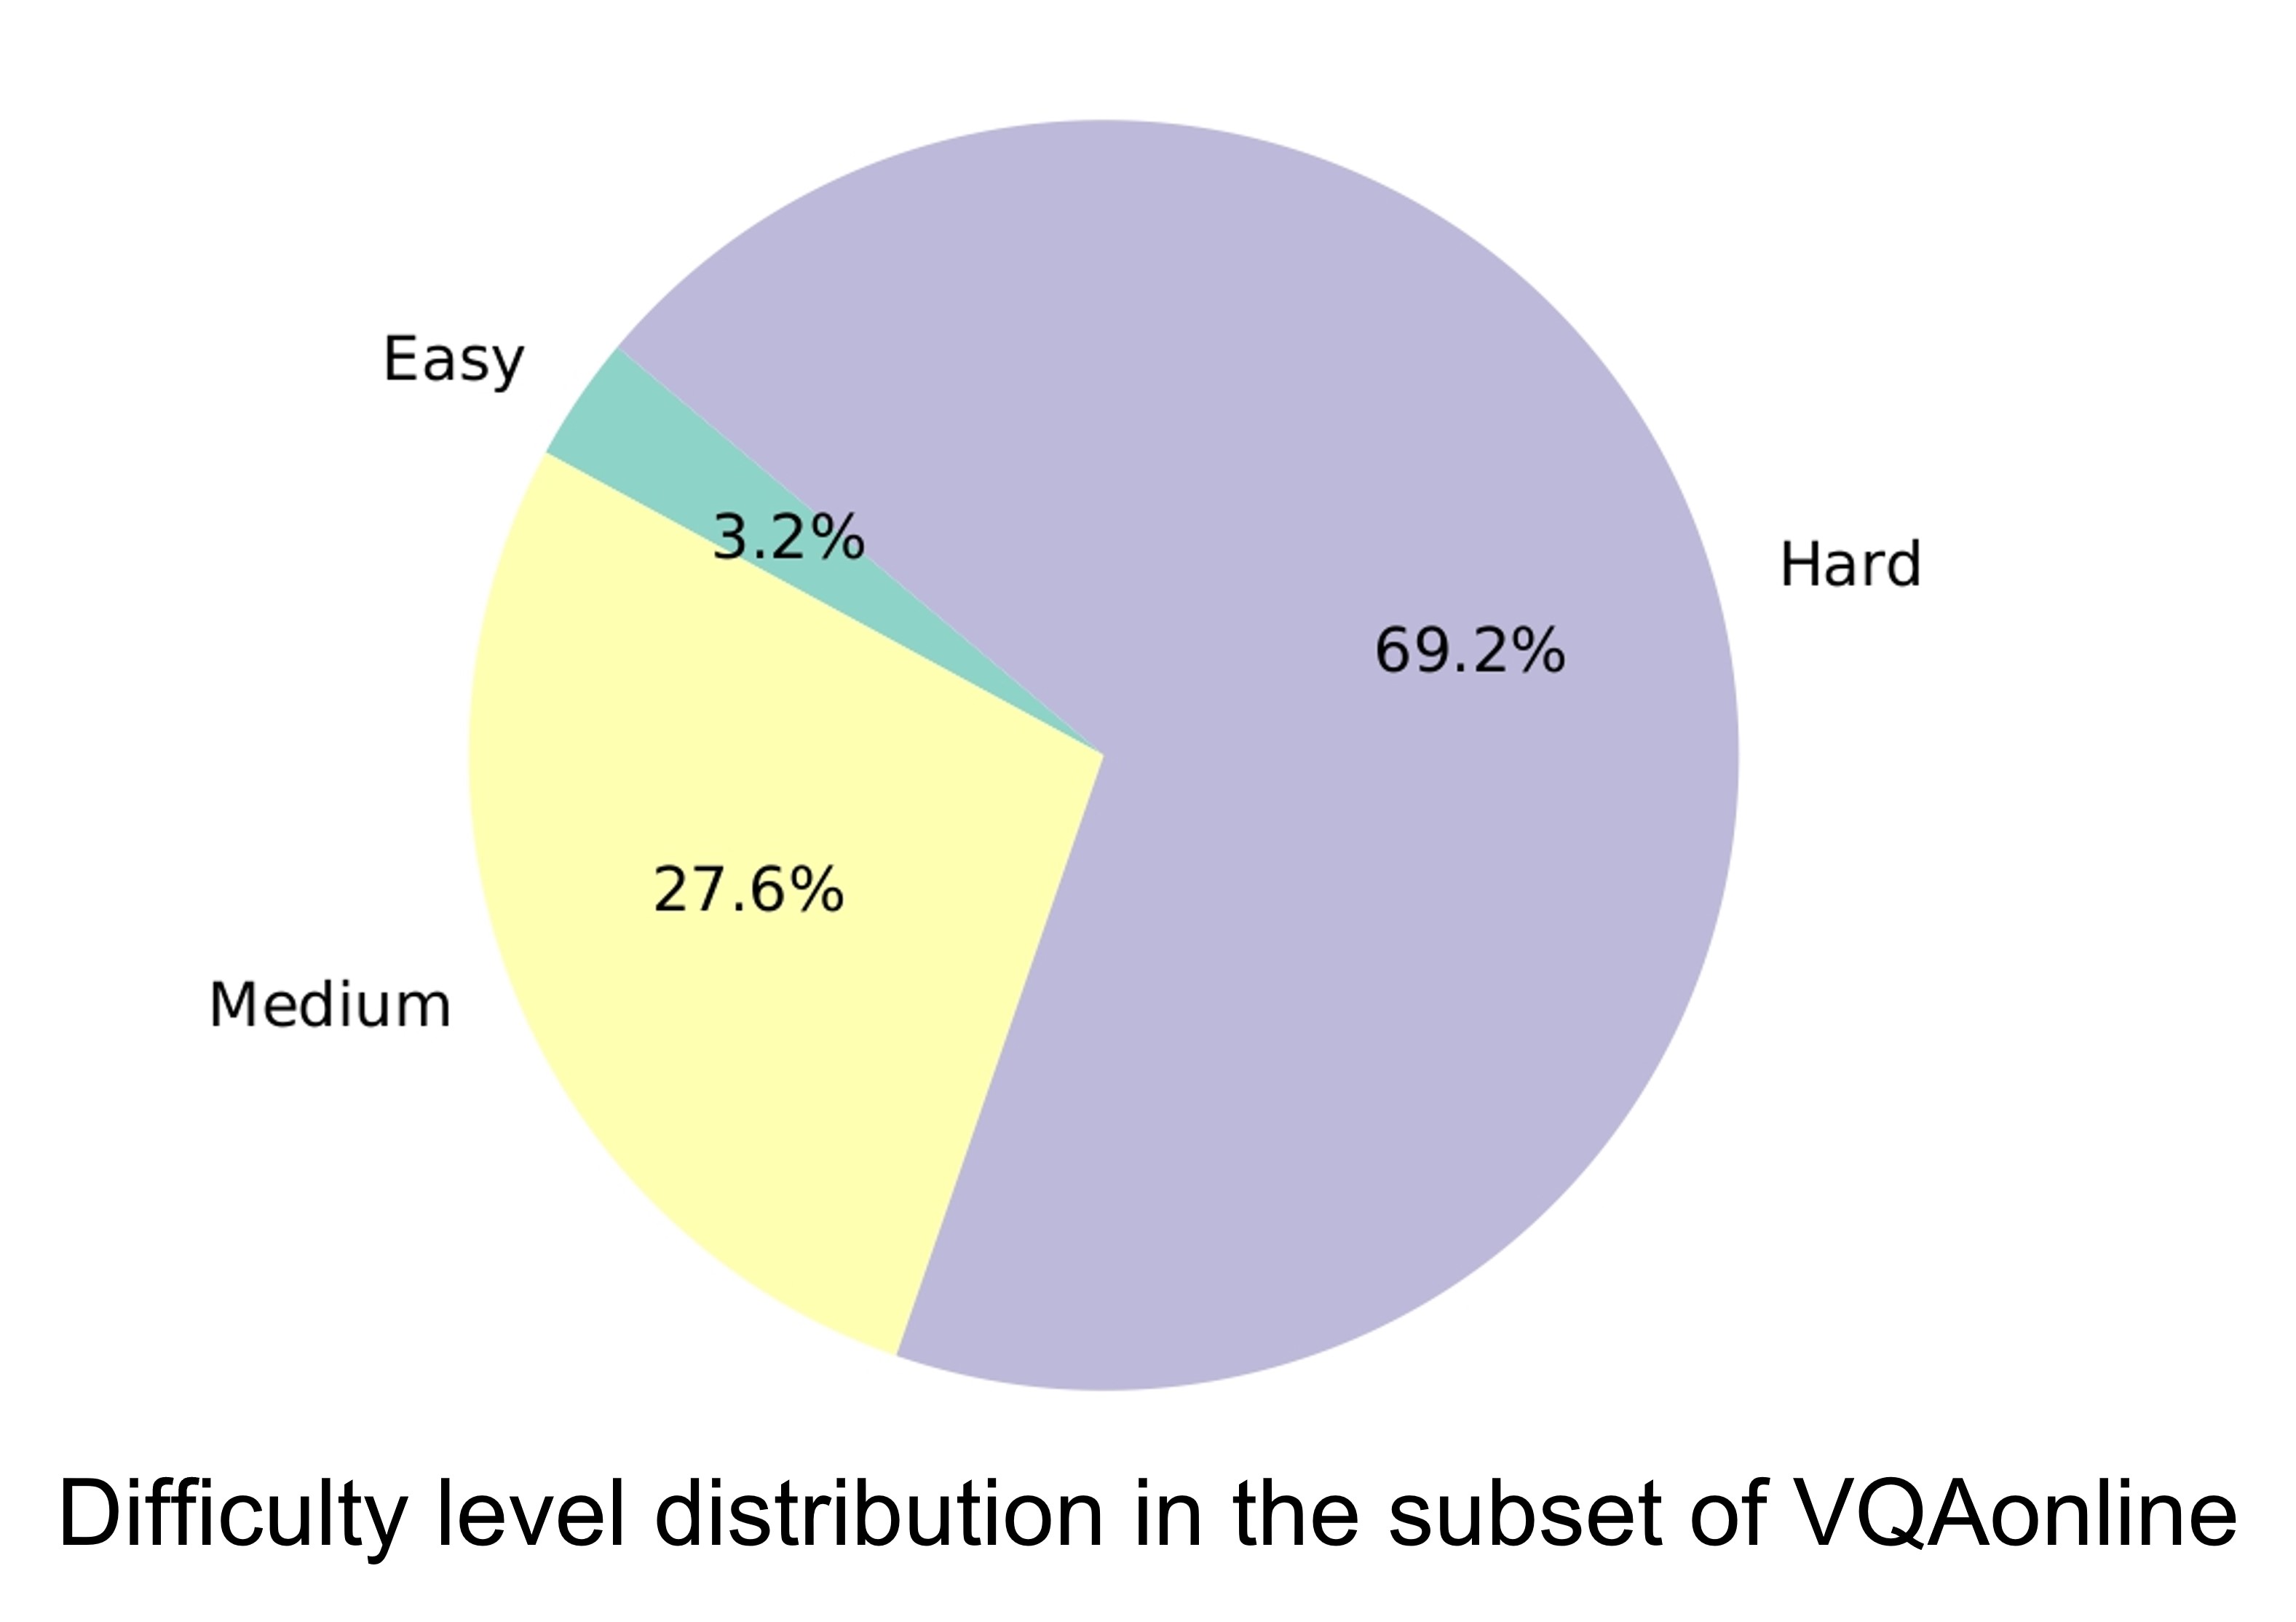 Easy
3.2%
Hard
69.2%
27.6%
Medium
Difficulty level distribution in the subset of VQAonline